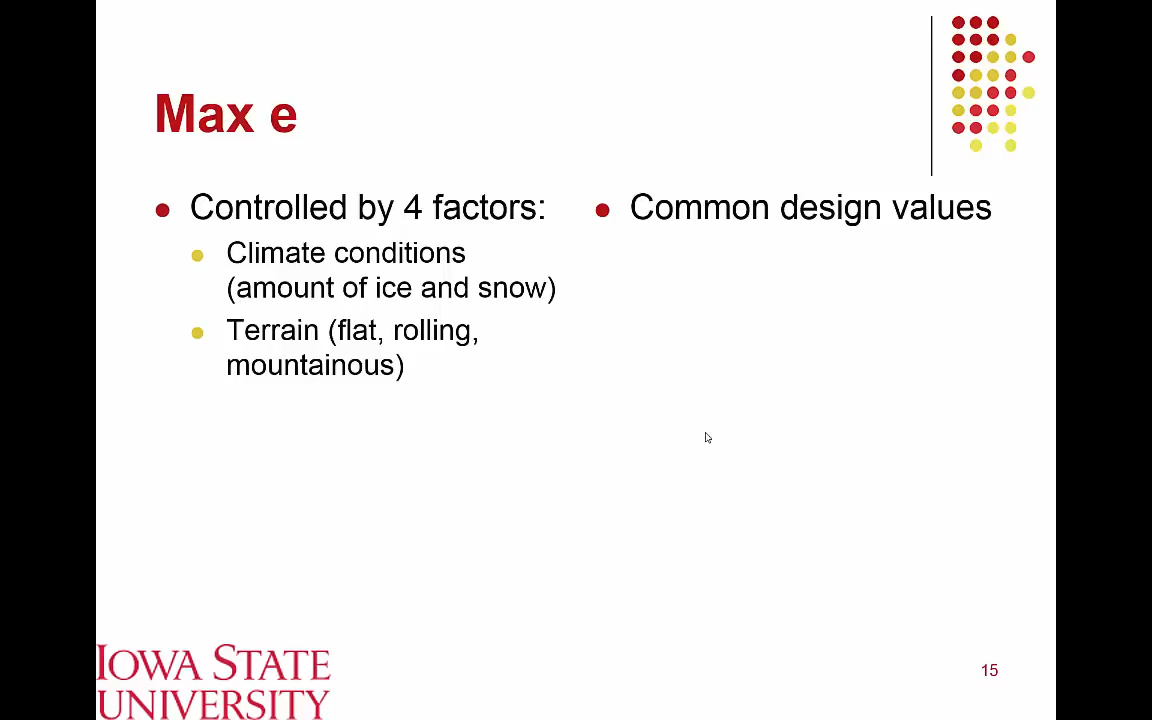 Max e
Controlled by 4 factors:
Climate conditions
(amount of ice and snow)
Terrain (flat, rolling,
mountainous)
Common design values
IOWA STATE
UNIVERSITY
15